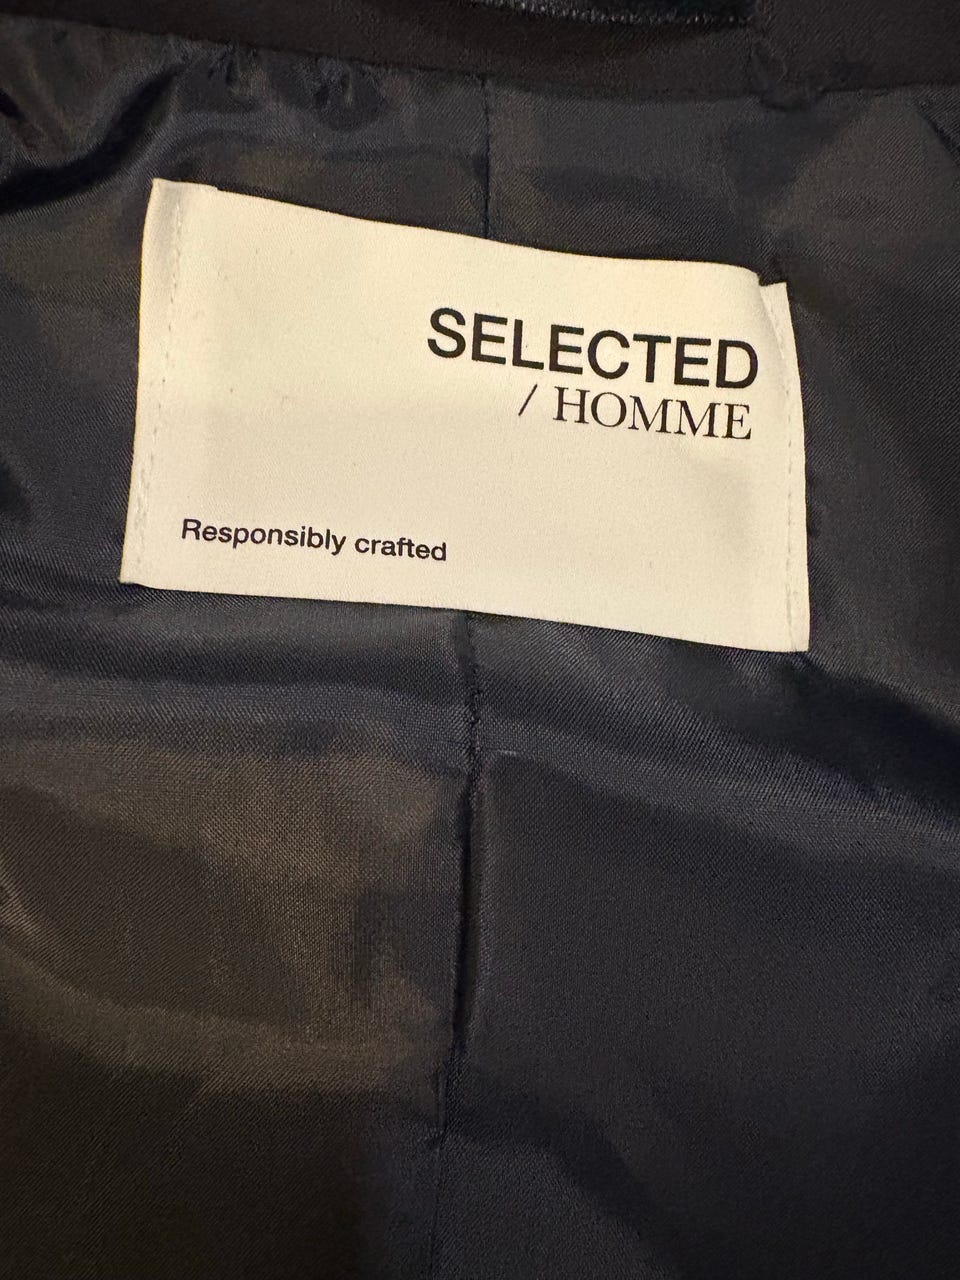 SELECTED
/ HOMME
Responsibly crafted